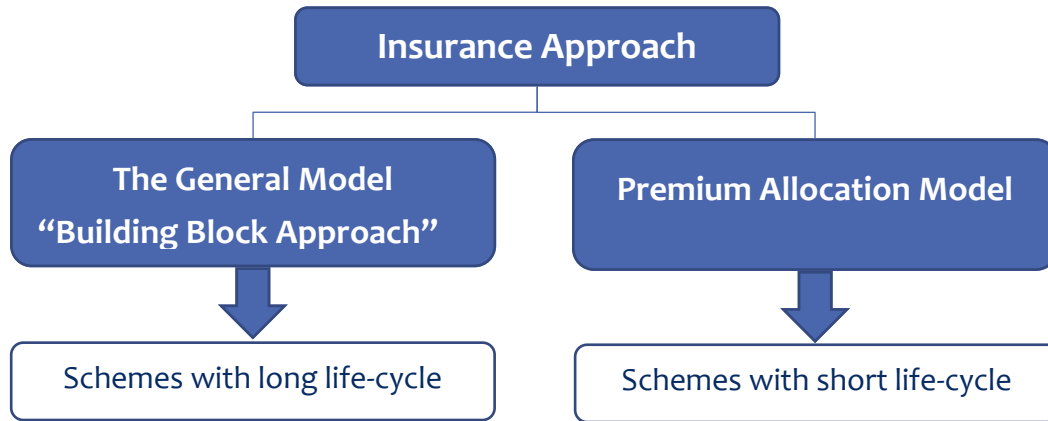 Insurance Approach
The General Model
“Building Block Approach”
Premium Allocation Model
Schemes with long life-cycle
Schemes with short life-cycle